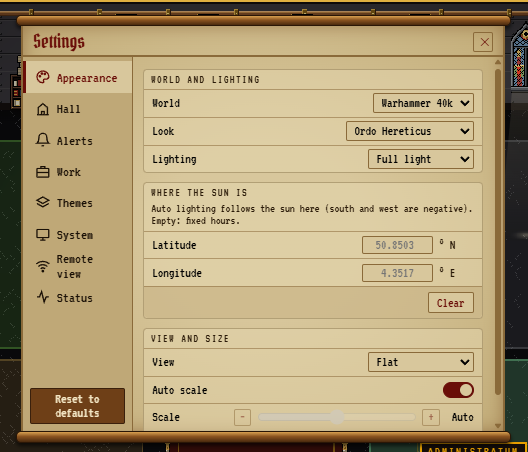 Settings
Appearance
Hall
Alerts
Work
Themes
System
Remote
view
Status
Reset to
defaults
WORLD AND LIGHTING
World
Warhammer 40k
Look
Ordo Hereticus
Lighting
Full light
WHERE THE SUN IS
Auto lighting follows the sun here (south and west are negative).
Empty: fixed hours.
Latitude
50.8503
° N
Longitude
4.3517
° E
Clear
VIEW AND SIZE
View
Flat
Auto scale
Scale
-
+
Auto
ADMINISTRATUM